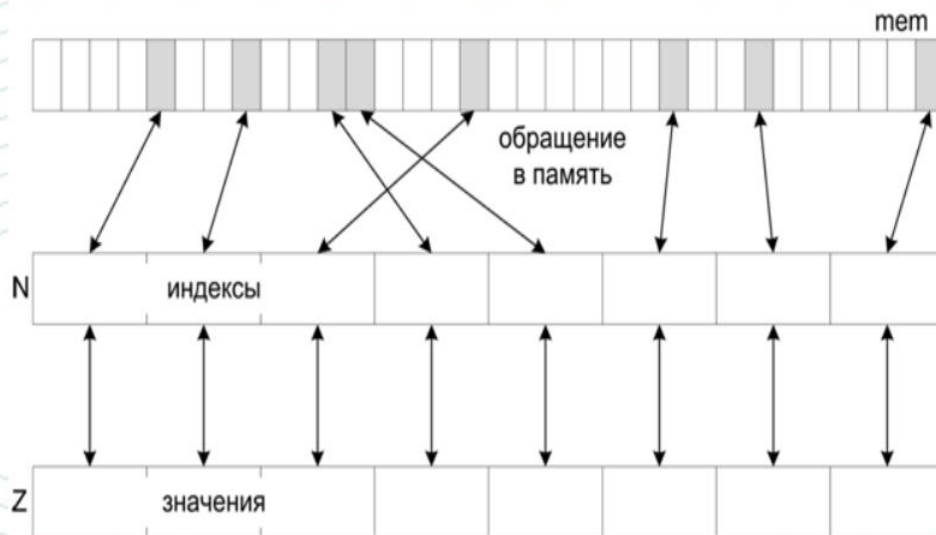 mem
обращение
в память
N
индексы
Z
значения